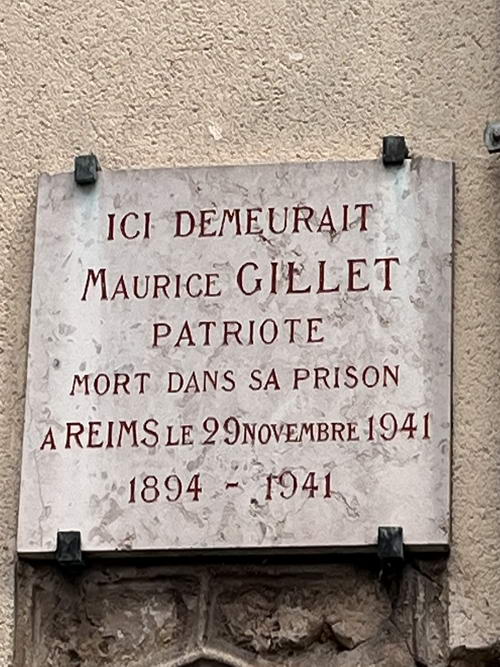 ICI DEMEURAIT
MAURICE GILLET
PATRIOTE
MORT DANS SA PRISON
A REIMS LE 29 NOVEMBRE 1941
1894 - 1941